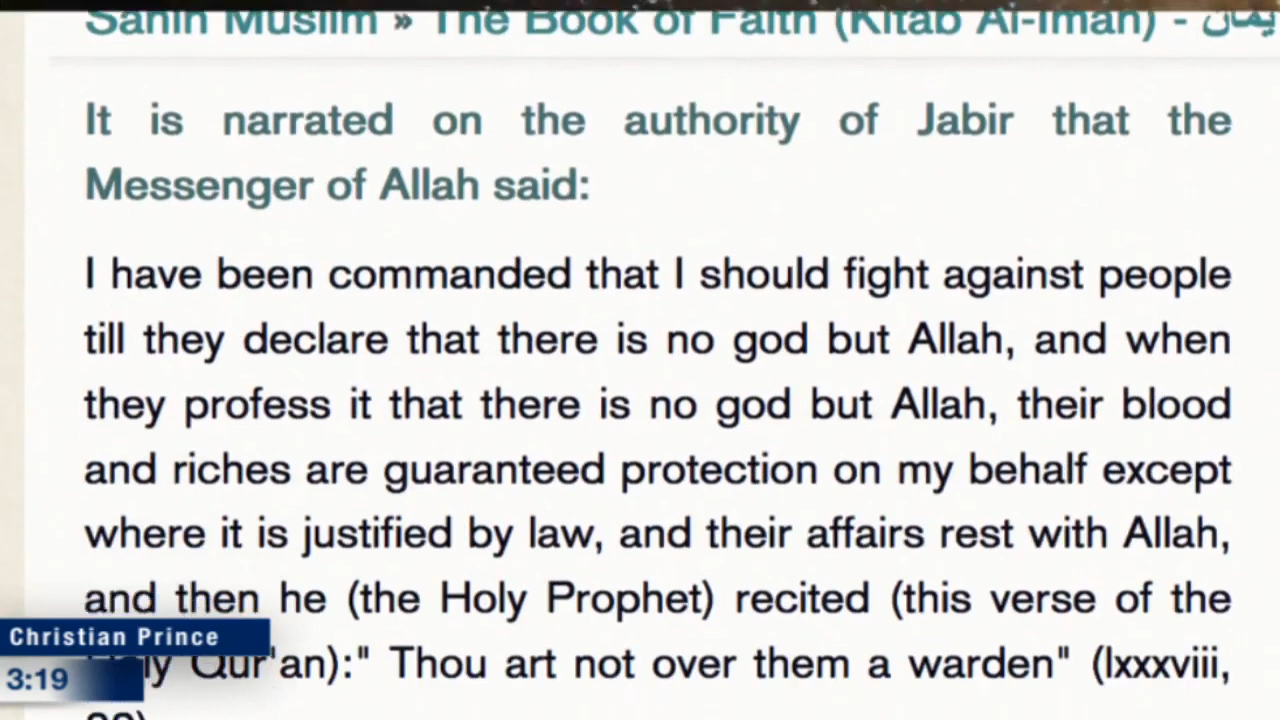 Sahih Muslim » The Book of Faith (Kitab Al-Iman) -
It is narrated on the authority of Jabir that the
Messenger of Allah said:
I have been commanded that I should fight against people
till they declare that there is no god but Allah, and when
they profess it that there is no god but Allah, their blood
and riches are guaranteed protection on my behalf except
where it is justified by law, and their affairs rest with Allah,
and then he (the Holy Prophet) recited (this verse of the
Holy Qur'an):" Thou art not over them a warden" (lxxxviii,
Christian Prince
3:19